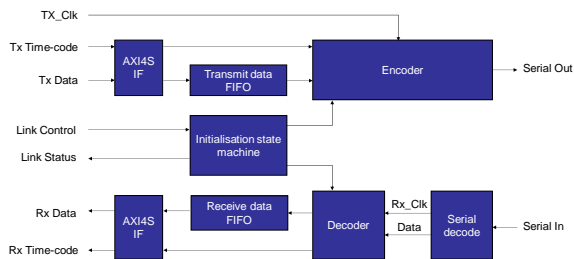 TX_Clk
Tx Time-code
AXI4S
IF
Encoder
Serial Out
Tx Data
Transmit data
FIFO
Link Control
Initialisation state
machine
Link Status
Rx Data
AXI4S
IF
Receive data
FIFO
Decoder
Rx_Clk
Data
Serial
decode
Serial In
Rx Time-code